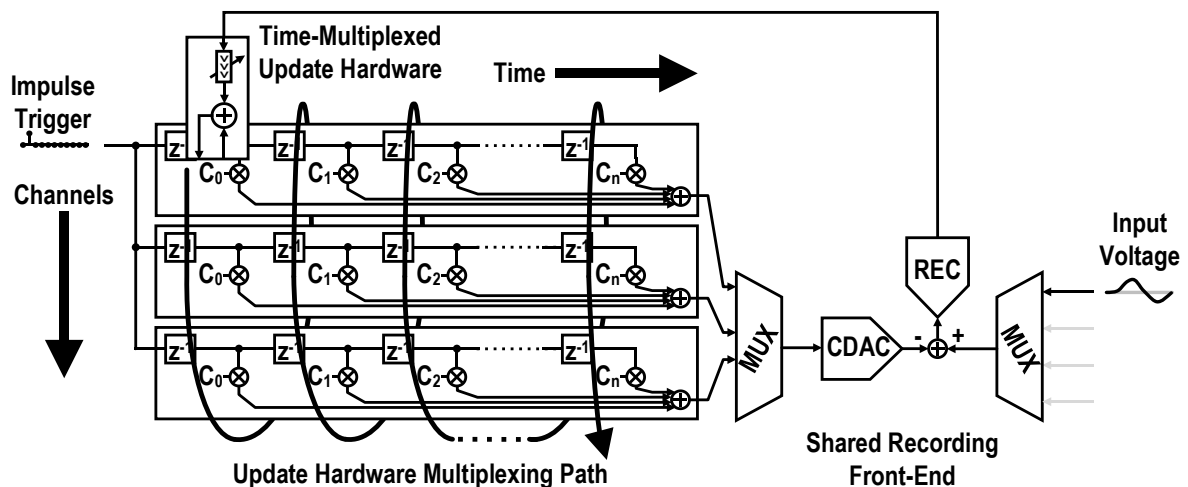 Time-Multiplexed
Update Hardware
Time
Impulse
Trigger
Channels
z⁻ z⁻¹ z⁻¹ z⁻¹
C₀ C₁ C₂ Cₙ
z⁻¹ z⁻¹ z⁻¹ z⁻¹
C₀ C₁ C₂ Cₙ
z⁻¹ z⁻¹ z⁻¹ z⁻¹
C₀ C₁ C₂ Cₙ
MUX
CDAC
- +
REC
MUX
Input
Voltage
Shared Recording
Front-End
Update Hardware Multiplexing Path